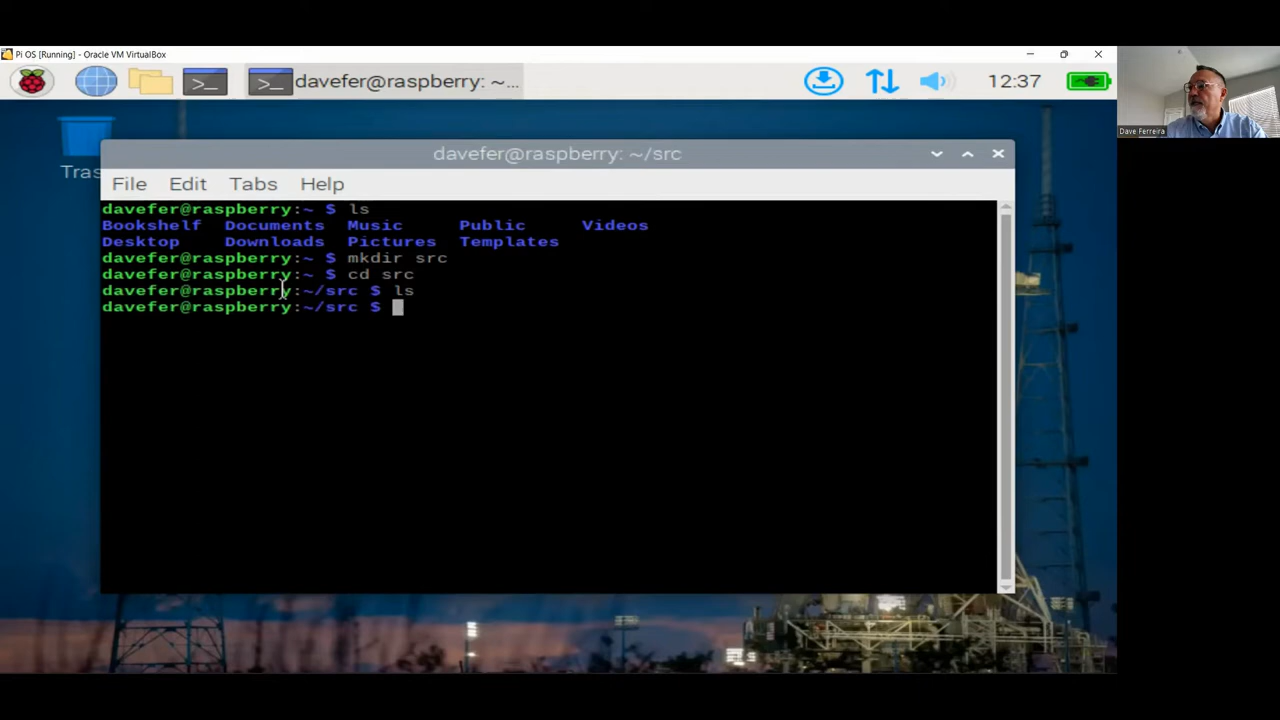 Pi OS [Running] - Oracle VM VirtualBox
>_ >_ davefer@raspberry: ~... 12:37
Dave Ferreira
Tras
davefer@raspberry: ~/src
File Edit Tabs Help
davefer@raspberry:~ $ ls
Bookshelf Documents Music Public Videos
Desktop Downloads Pictures Templates
davefer@raspberry:~ $ mkdir src
davefer@raspberry:~ $ cd src
davefer@raspberry:~/src $ ls
davefer@raspberry:~/src $